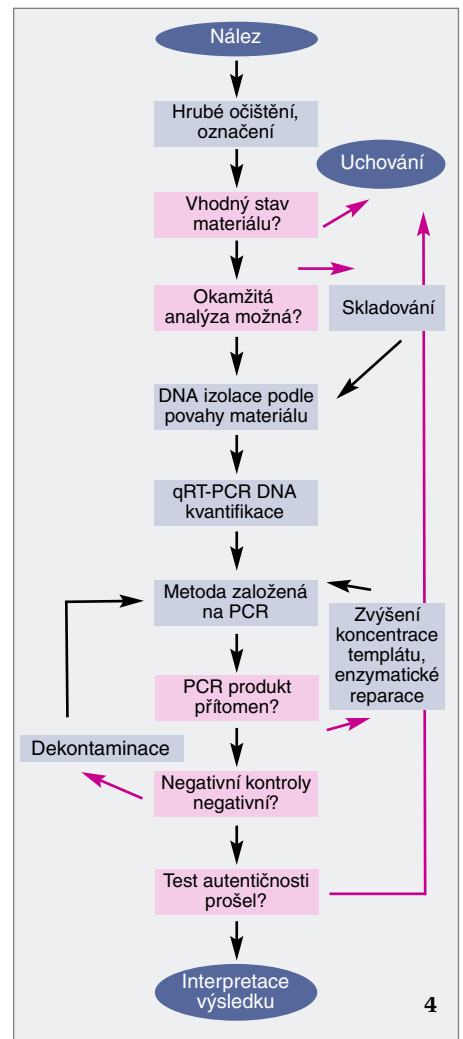 Nález
Hrubé očištění,
označení
Uchování
Vhodný stav
materiálu?
Okamžitá
analýza možná?
Skladování
DNA izolace podle
povahy materiálu
qRT-PCR DNA
kvantifikace
Metoda založená
na PCR
Zvýšení
koncentrace
templátu,
enzymatické
reparace
PCR produkt
přítomen?
Dekontaminace
Negativní kontroly
negativní?
Test autentičnosti
prošel?
Interpretace
výsledku
4